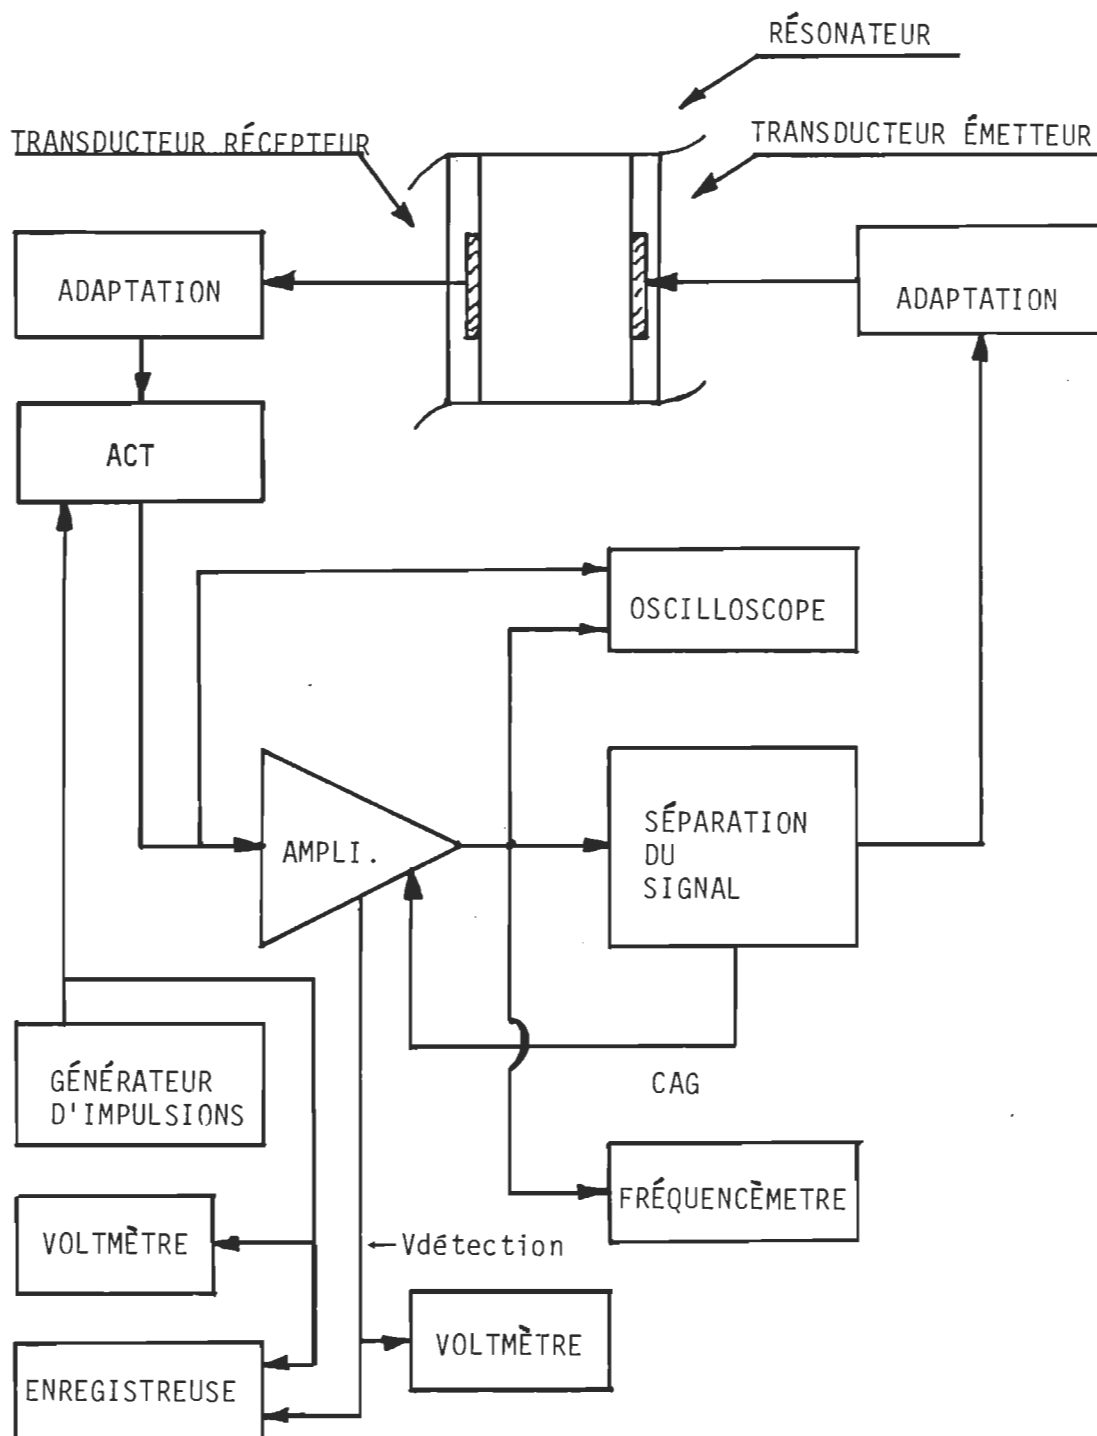 RÉSONATEUR
TRANSDUCTEUR RÉCEPTEUR
TRANSDUCTEUR ÉMETTEUR
ADAPTATION
ADAPTATION
ACT
OSCILLOSCOPE
AMPLI.
SÉPARATION
DU
SIGNAL
GÉNÉRATEUR
D'IMPULSIONS
CAG
FRÉQUENCÈMETRE
VOLTMÈTRE
Vdétection
VOLTMÈTRE
ENREGISTREUSE